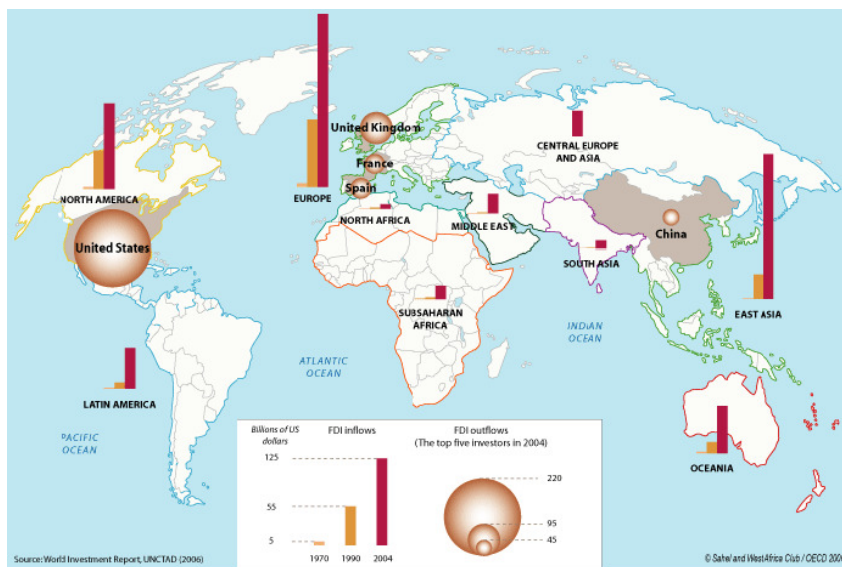 United Kingdom
CENTRAL EUROPE
AND ASIA
France
Spain
NORTH AMERICA
EUROPE
NORTH AFRICA
MIDDLE EAST
China
United States
SOUTH ASIA
SUBSAHARAN
AFRICA
EAST ASIA
INDIAN
OCEAN
ATLANTIC
OCEAN
LATIN AMERICA
PACIFIC
OCEAN
OCEANIA
Billions of US
dollars
FDI inflows
FDI outflows
(The top five investors in 2004)
125
220
55
95
45
5
1970
1990
2004
Source: World Investment Report, UNCTAD (2006)
© Sahel and WestAfrica Club / OECD 200